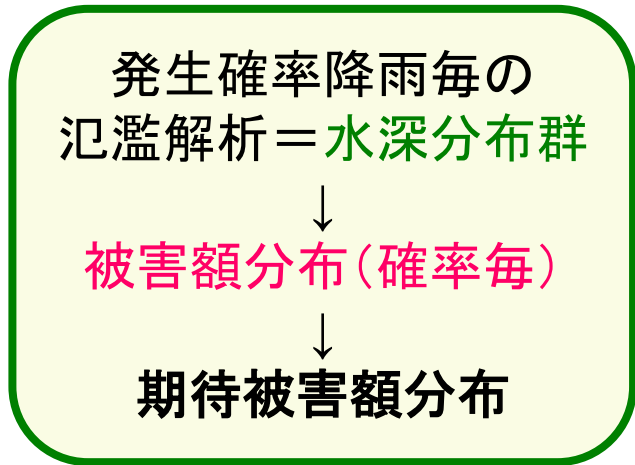 発生確率降雨毎の
氾濫解析＝水深分布群
↓
被害額分布（確率毎）
↓
期待被害額分布